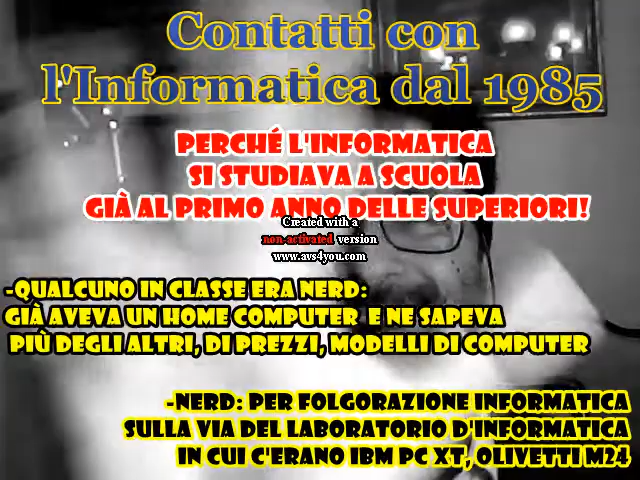 Contatti con
l'Informatica dal 1985
PERCHÉ L'INFORMATICA
SI STUDIAVA A SCUOLA
GIÀ AL PRIMO ANNO DELLE SUPERIORI!
Created with a
non-activated version
www.avs4you.com
-QUALCUNO IN CLASSE ERA NERD:
GIÀ AVEVA UN HOME COMPUTER E NE SAPEVA
PIÙ DEGLI ALTRI, DI PREZZI, MODELLI DI COMPUTER
-NERD: PER FOLGORAZIONE INFORMATICA
SULLA VIA DEL LABORATORIO D'INFORMATICA
IN CUI C'ERANO IBM PC XT, OLIVETTI M24